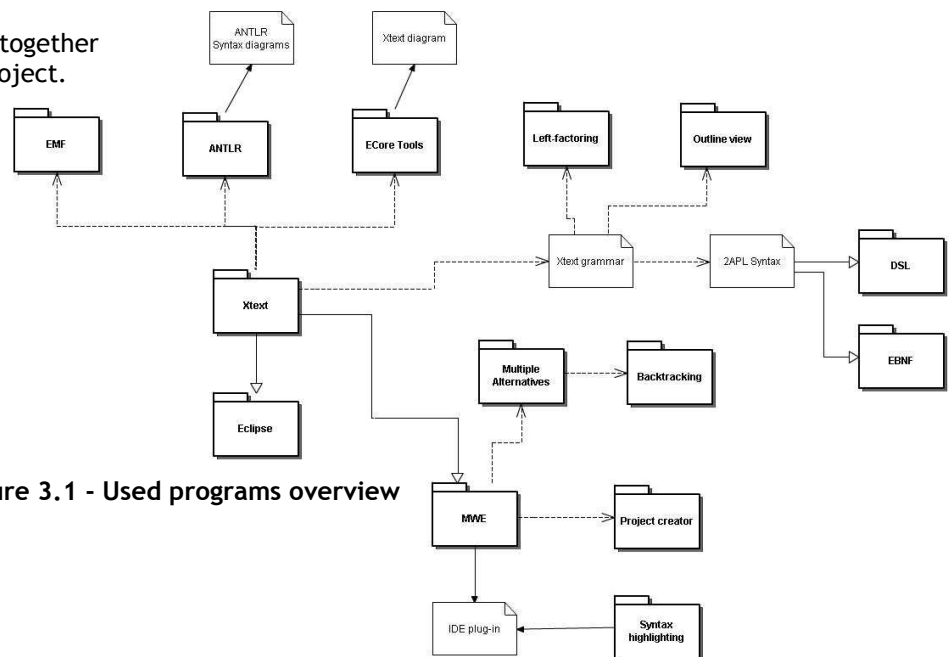 together
oject.
ANTLR
Syntax diagrams
Xtext diagram
EMF
ANTLR
ECore Tools
Left-factoring
Outline view
Xtext grammar
2APL Syntax
DSL
Xtext
EBNF
Multiple
Alternatives
Backtracking
Eclipse
ure 3.1 - Used programs overview
MWE
Project creator
IDE plug-in
Syntax
highlighting